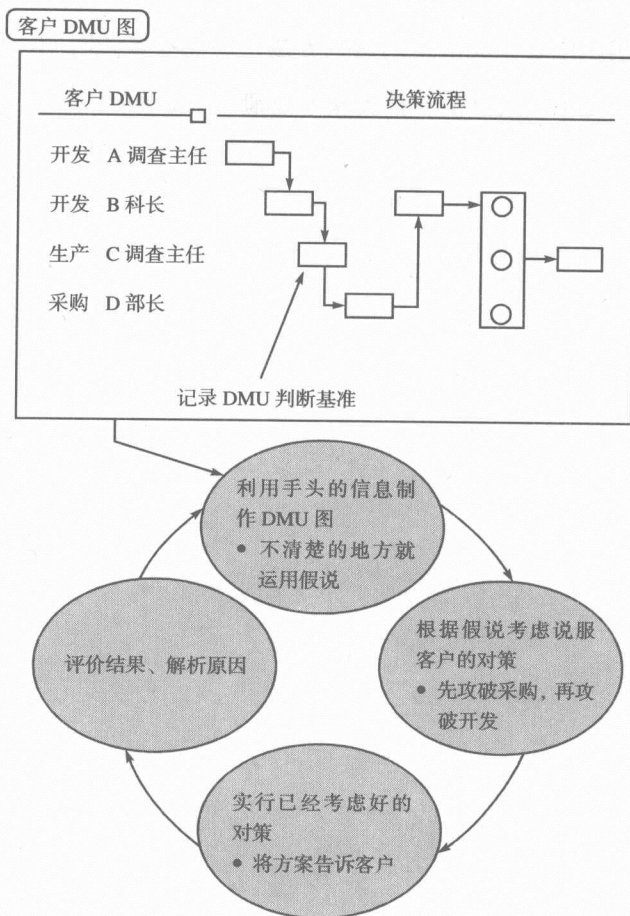 客户 DMU 图
客户 DMU
决策流程
开发 A 调查主任
开发 B 科长
生产 C 调查主任
采购 D 部长
记录 DMU 判断基准
利用手头的信息制
作 DMU 图
● 不清楚的地方就
运用假说
根据假说考虑说服
客户的对策
● 先攻破采购，再攻
破开发
实行已经考虑好的
对策
● 将方案告诉客户
评价结果、解析原因